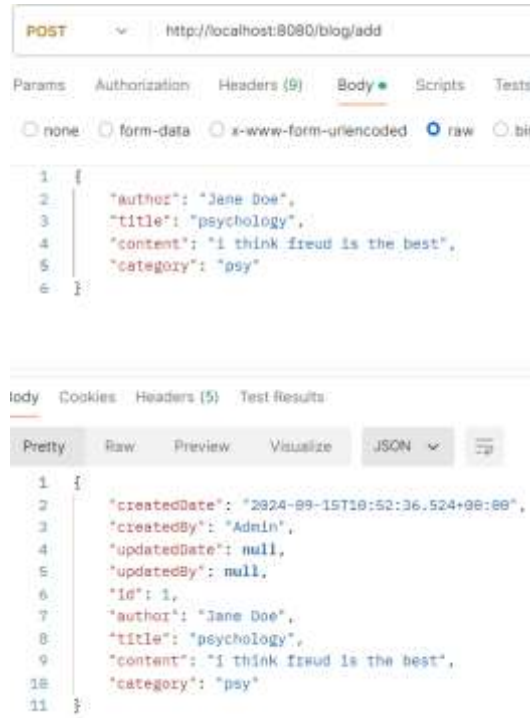 POST http://localhost:8080/blog/add
Params Authorization Headers (9) Body Scripts Tests
none form-data x-www-form-urlencoded raw
1 {
2 "author": "Jane Doe",
3 "title": "psychology",
4 "content": "i think freud is the best",
5 "category": "psy"
6 }
Cookies Headers (5) Test Results
Pretty Raw Preview Visualize JSON
1 {
2 "createdDate": "2024-09-15T10:52:36.524+00:00",
3 "createdBy": "Admin",
4 "updatedDate": null,
5 "updatedBy": null,
6 "id": 1,
7 "author": "Jane Doe",
8 "title": "psychology",
9 "content": "i think freud is the best",
10 "category": "psy"
11 }